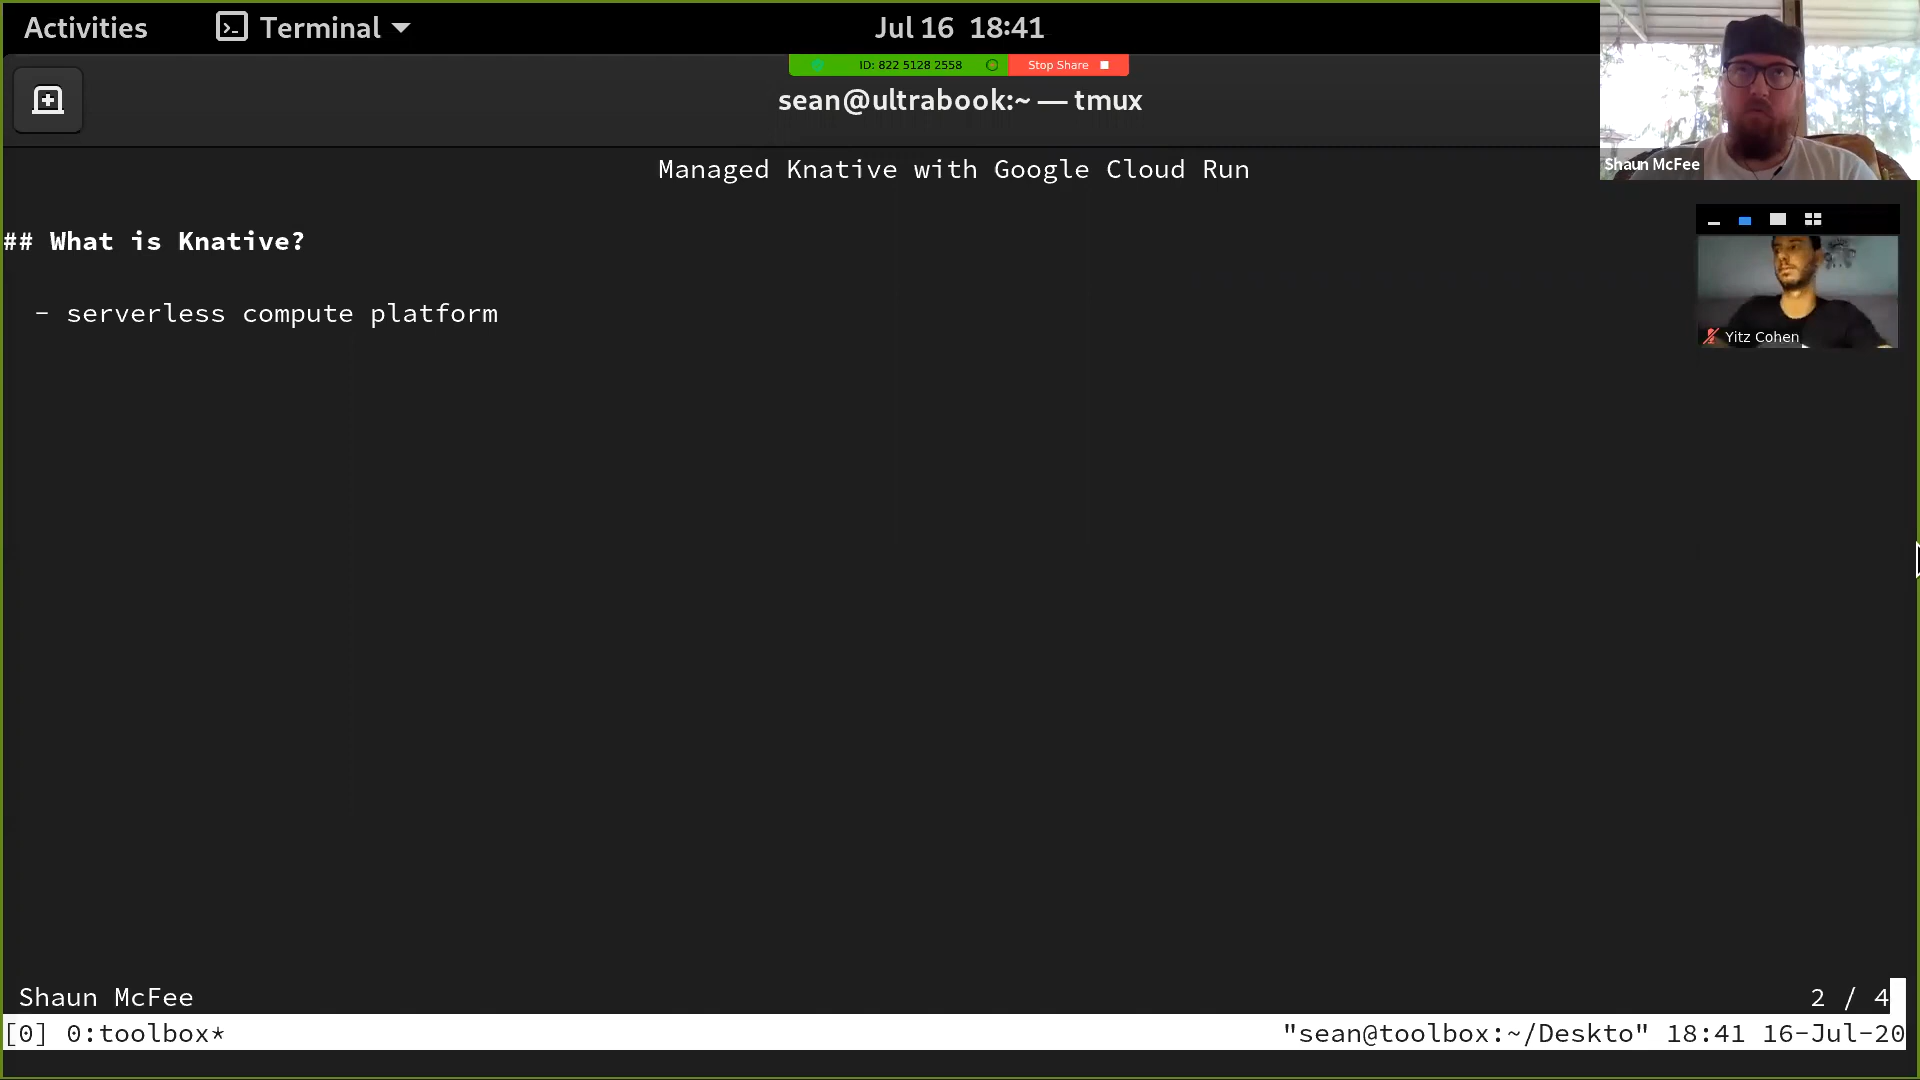 Activities
Terminal
Jul 16 18:41
ID: 822 5128 2558
Stop Share
sean@ultrabook:~ — tmux
Shaun McFee
Managed Knative with Google Cloud Run
## What is Knative?
- serverless compute platform
Yitz Cohen
Shaun McFee
2 / 4
[0] 0:toolbox*
"sean@toolbox:~/Deskto" 18:41 16-Jul-20